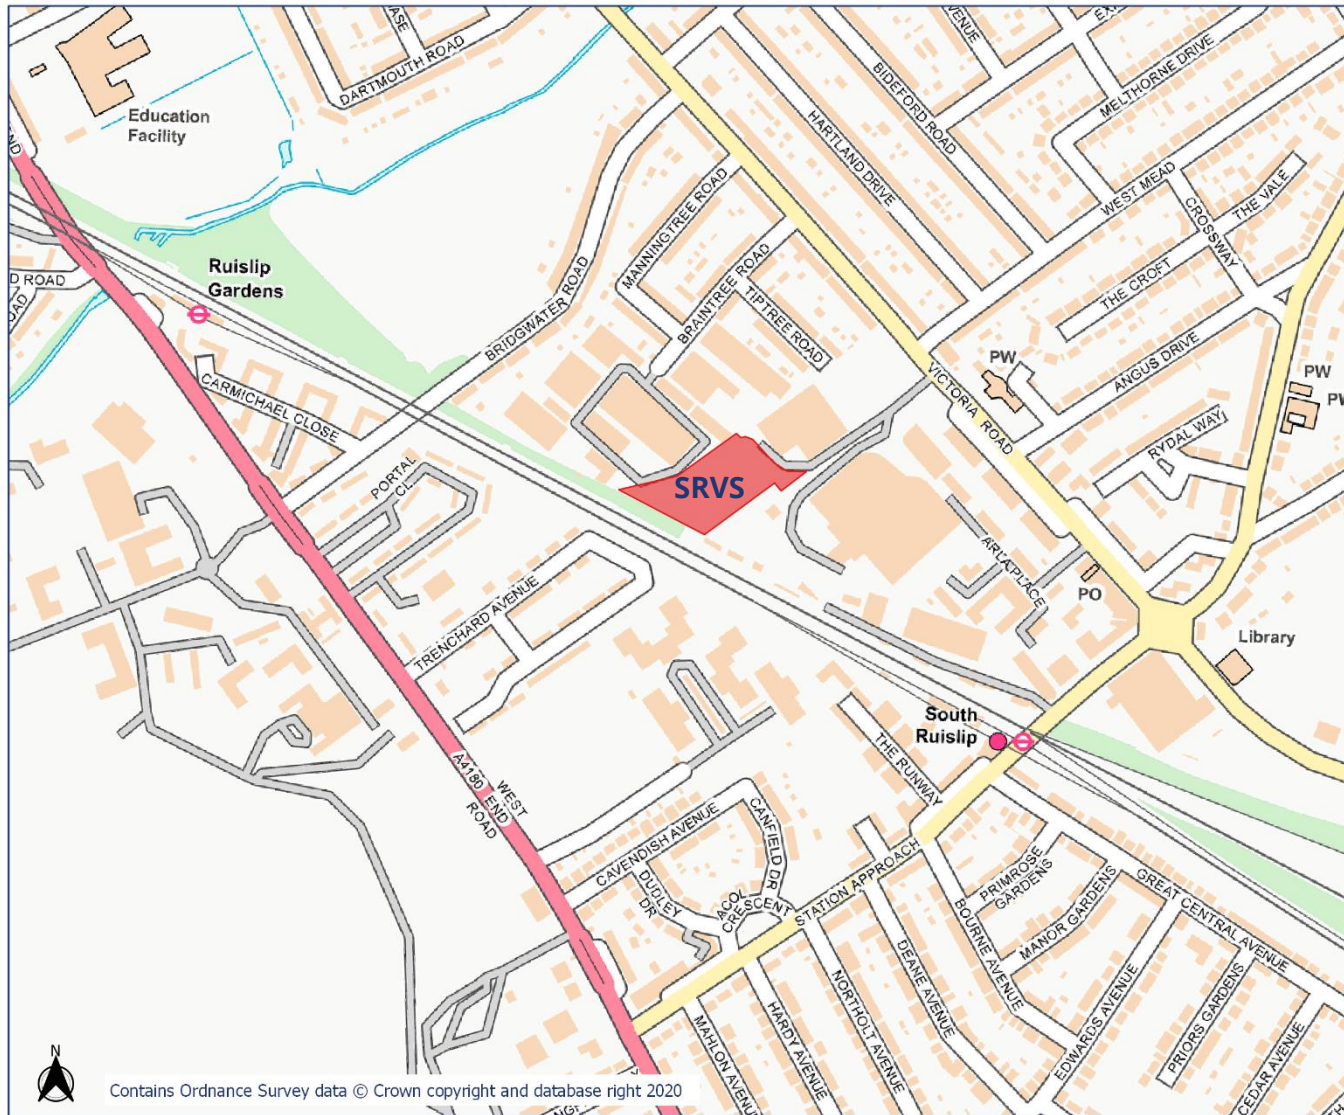 DARTMOUTH ROAD
Education
Facility
BIDEFORD ROAD
MELTHORNE DRIVE
HARTLAND DRIVE
WEST MEAD
THE VALE
CROSSWAY
THE CROFT
MANNINGTREE ROAD
BRAINTREE ROAD
TIPTREE ROAD
BRIDGWATER ROAD
Ruislip
Gardens
D ROAD
CARMICHAEL CLOSE
VICTORIA ROAD
PW
ANGUS DRIVE
PW
PW
RYDAL WAY
PORTAL
CL
SRVS
ARLA PLACE
PO
Library
TRENCHARD AVENUE
South
Ruislip
THE RUNWAY
WEST
A4180 END
ROAD
CAVENDISH AVENUE
CANFIELD DR
DUDLEY
DR
ACOL
CRESCENT
STATION APPROACH
PRIMROSE
GARDENS
MANOR GARDENS
GREAT CENTRAL AVENUE
BOURNE AVENUE
DEANE AVENUE
NORTHOLT AVENUE
HARDY AVENUE
MAHLON AVENUE
EDWARDS AVENUE
PRIORS GARDENS
CEDAR AVENUE
N
Contains Ordnance Survey data © Crown copyright and database right 2020